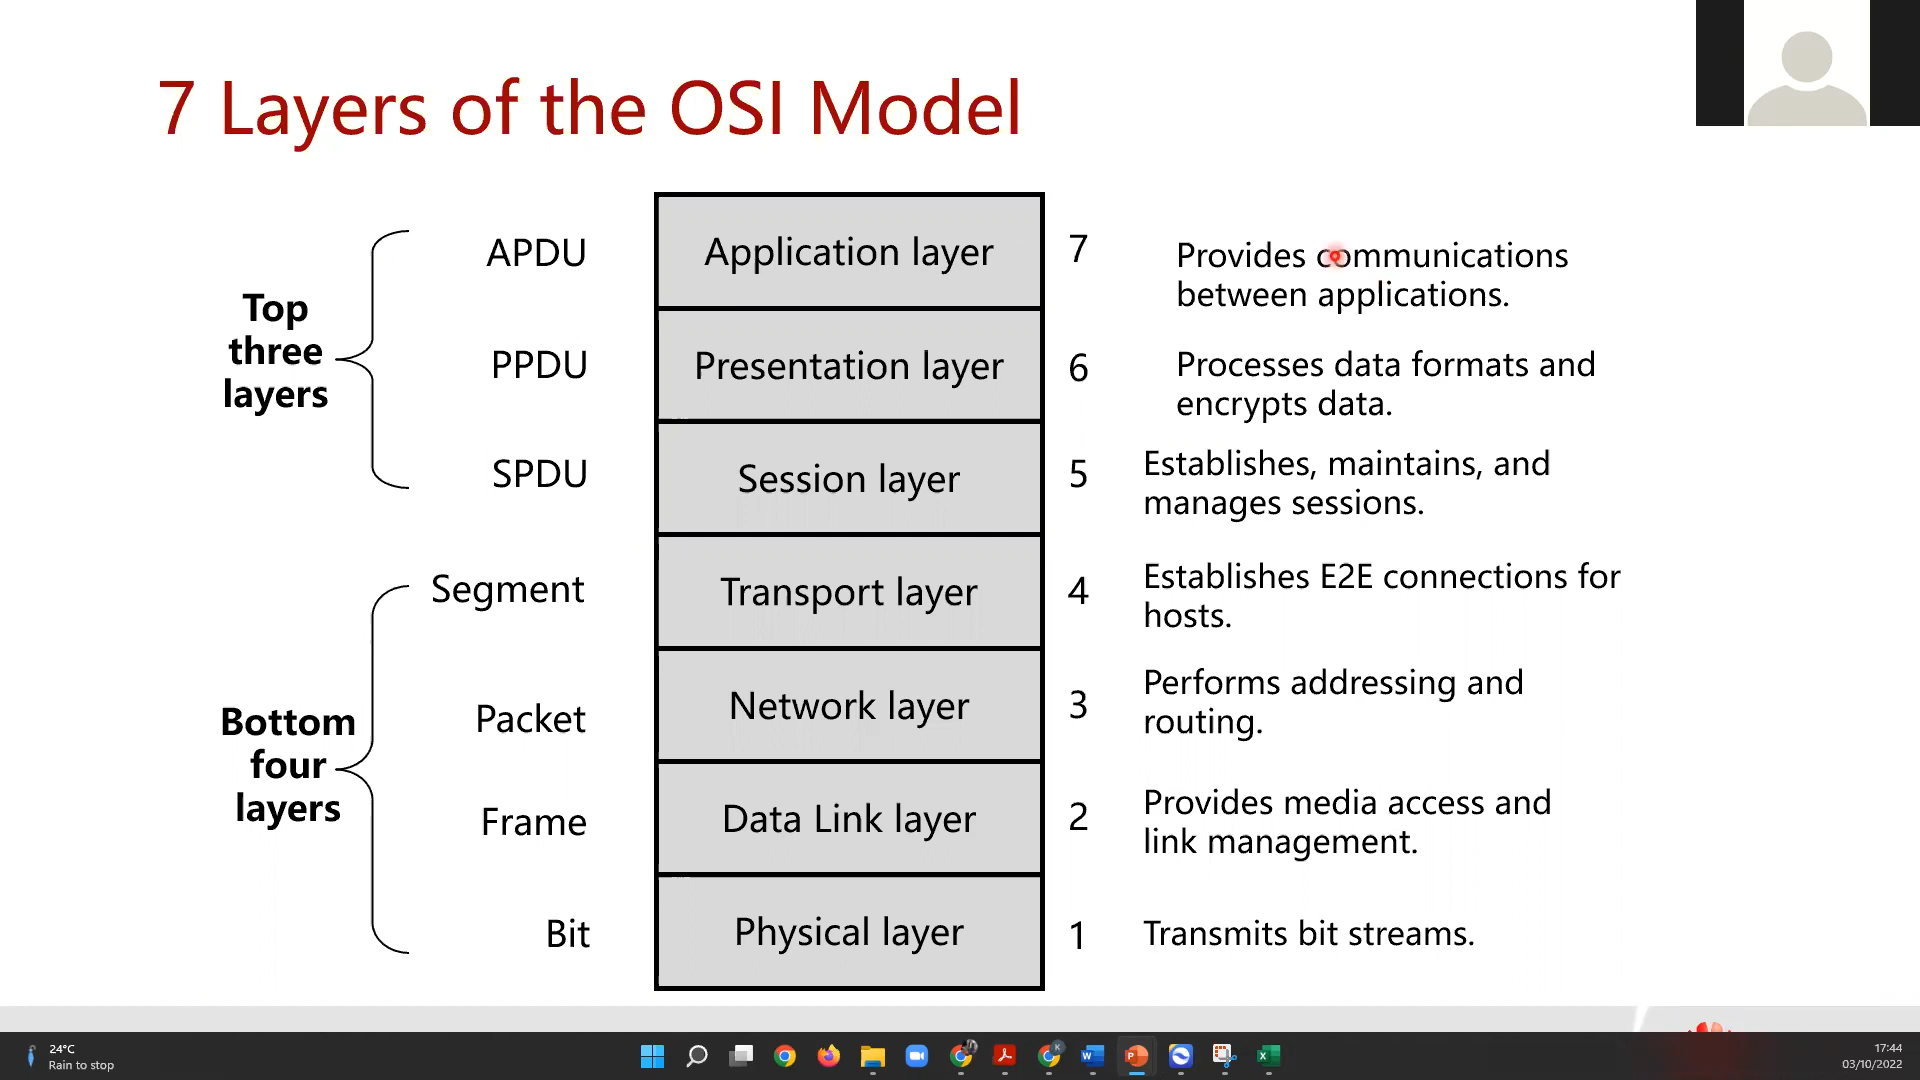 7 Layers of the OSI Model
Top
three
layers
APDU
Application layer
7
Provides communications
between applications.
PPDU
Presentation layer
6
Processes data formats and
encrypts data.
SPDU
Session layer
5
Establishes, maintains, and
manages sessions.
Bottom
four
layers
Segment
Transport layer
4
Establishes E2E connections for
hosts.
Packet
Network layer
3
Performs addressing and
routing.
Frame
Data Link layer
2
Provides media access and
link management.
Bit
Physical layer
1
Transmits bit streams.
24°C
Rain to stop
K
W
P
X
17:44
03/10/2022